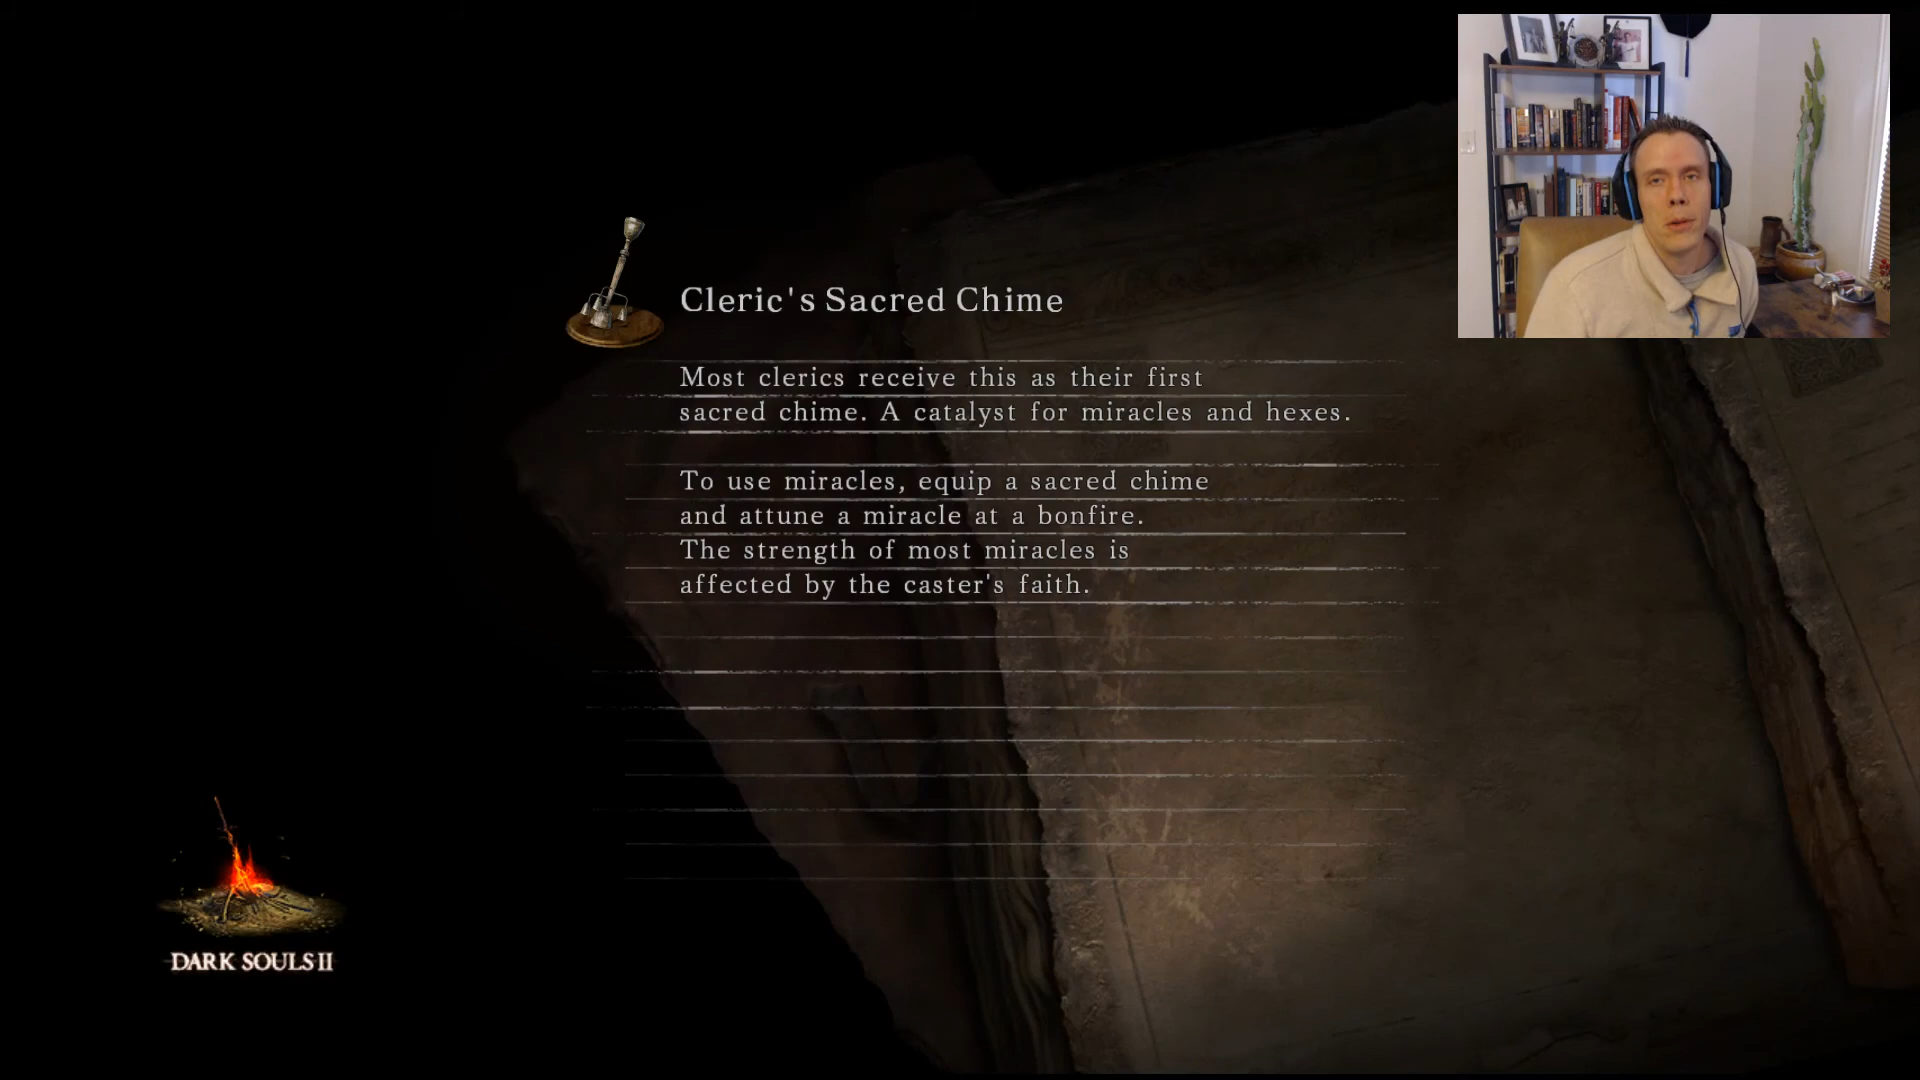 Cleric's Sacred Chime
Most clerics receive this as their first
sacred chime. A catalyst for miracles and hexes.
To use miracles, equip a sacred chime
and attune a miracle at a bonfire.
The strength of most miracles is
affected by the caster's faith.
DARK SOULS II